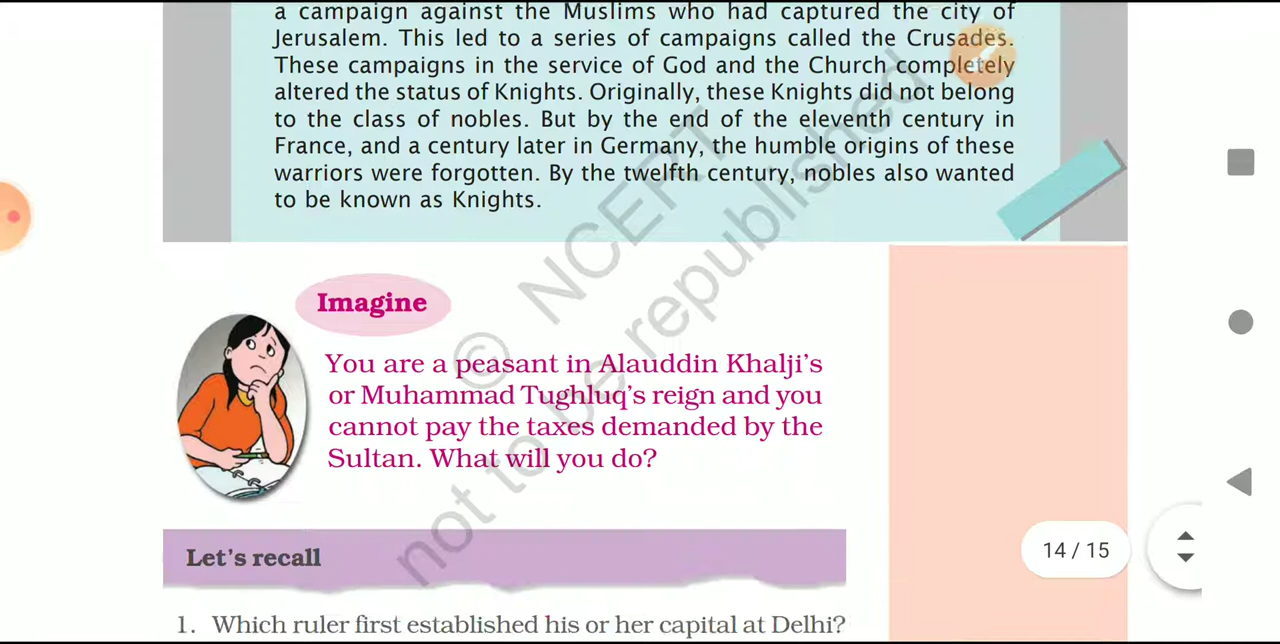 a campaign against the Muslims who had captured the city of
Jerusalem. This led to a series of campaigns called the Crusades.
These campaigns in the service of God and the Church completely
altered the status of Knights. Originally, these Knights did not belong
to the class of nobles. But by the end of the eleventh century in
France, and a century later in Germany, the humble origins of these
warriors were forgotten. By the twelfth century, nobles also wanted
to be known as Knights.
© NCERT
not to be republished
Imagine
You are a peasant in Alauddin Khalji's
or Muhammad Tughluq's reign and you
cannot pay the taxes demanded by the
Sultan. What will you do?
14 / 15
Let's recall
1. Which ruler first established his or her capital at Delhi?